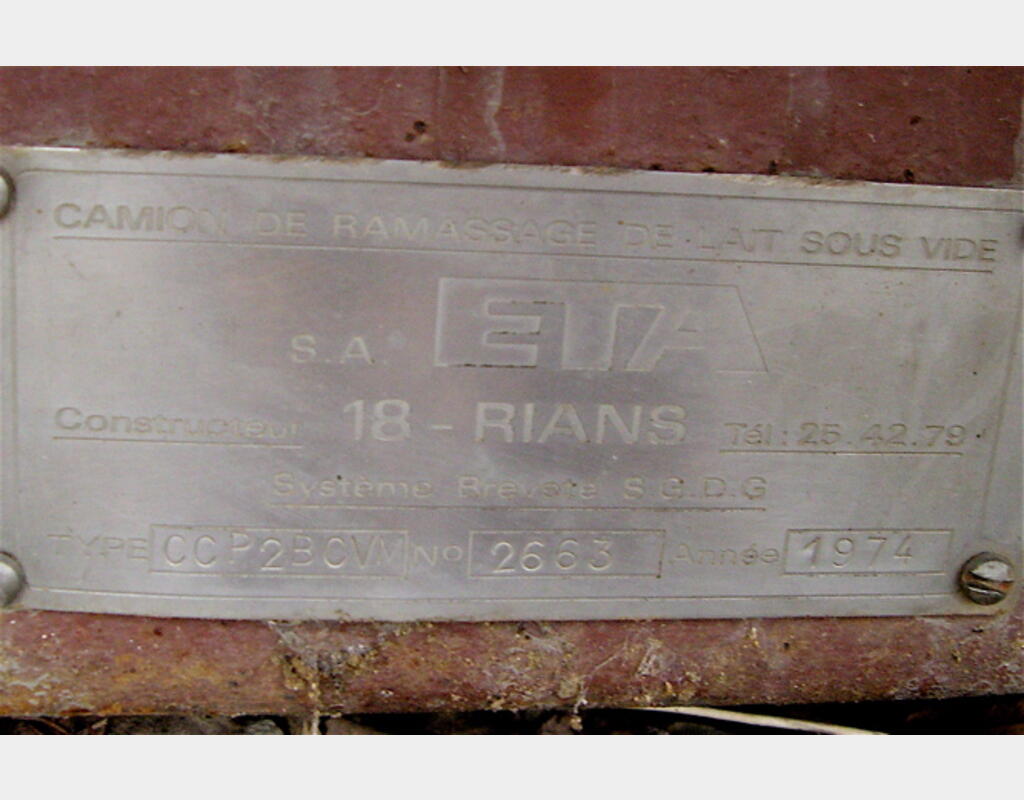 CAMION DE RAMASSAGE DE LAIT SOUS VIDE
S.A. ETA
Constructeur 18 - RIANS Tél : 25.42.79
Système Breveté S.G.D.G
TYPE CCP2BCVM No 2663 Année 1974